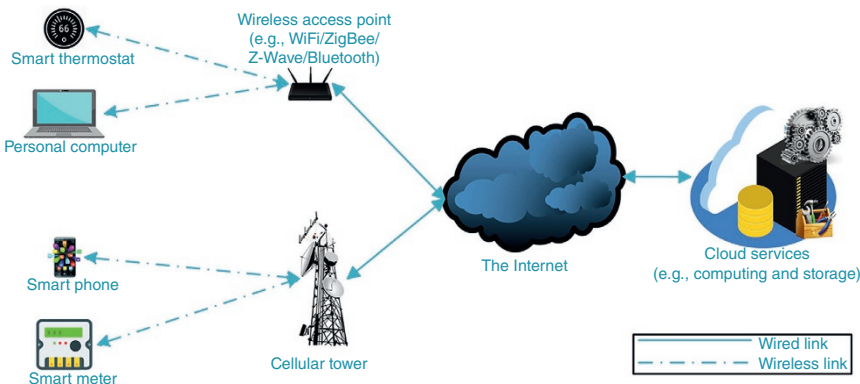 Wireless access point
(e.g., WiFi/ZigBee/
Z-Wave/Bluetooth)
66
Smart thermostat
Personal computer
Smart phone
Smart meter
Cellular tower
The Internet
Cloud services
(e.g., computing and storage)
Wired link
Wireless link